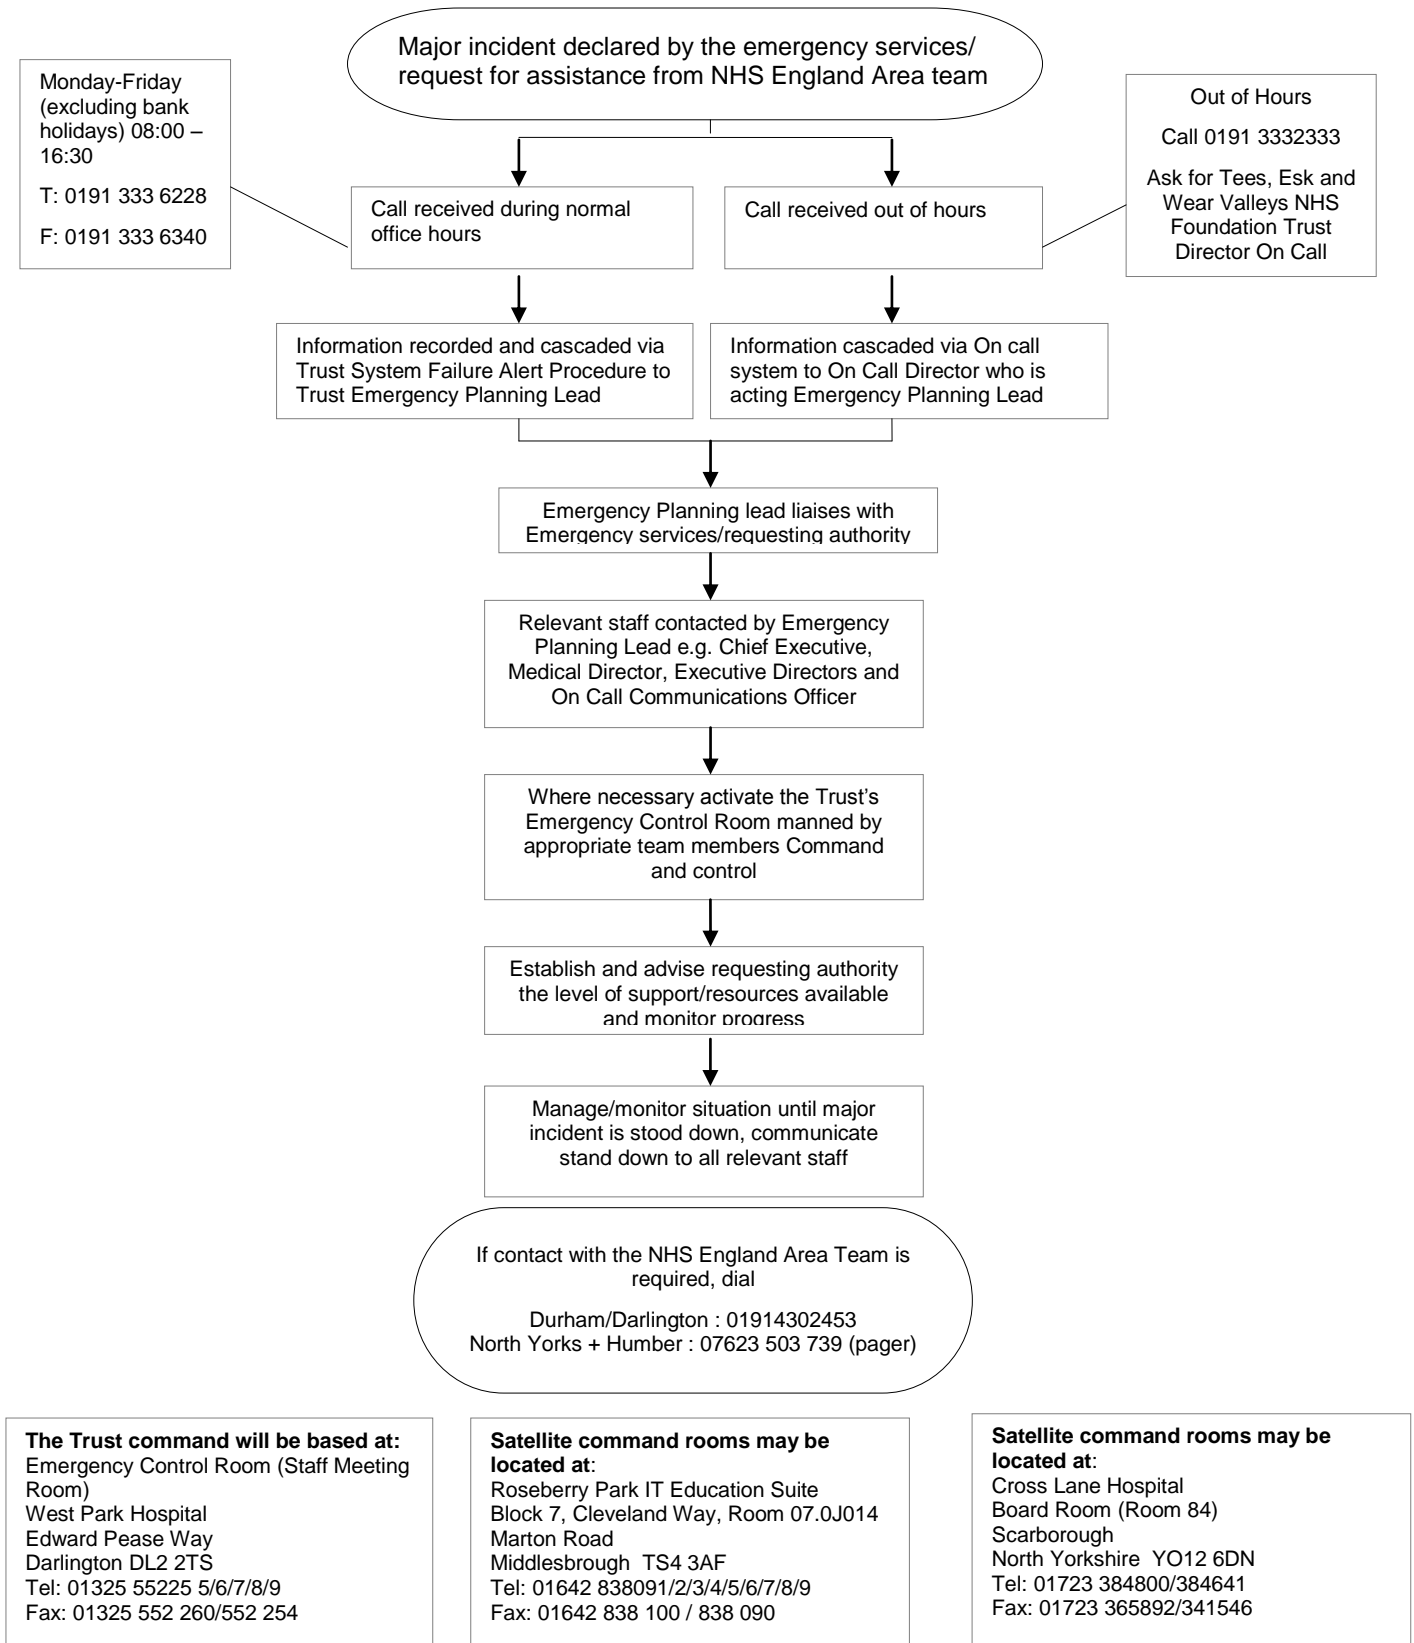 Major incident declared by the emergency services/
request for assistance from NHS England Area team
Monday-Friday
(excluding bank
holidays) 08:00 –
16:30
T: 0191 333 6228
F: 0191 333 6340
Out of Hours
Call 0191 3332333
Ask for Tees, Esk and
Wear Valleys NHS
Foundation Trust
Director On Call
Call received during normal
office hours
Call received out of hours
Information recorded and cascaded via
Trust System Failure Alert Procedure to
Trust Emergency Planning Lead
Information cascaded via On call
system to On Call Director who is
acting Emergency Planning Lead
Emergency Planning lead liaises with
Emergency services/requesting authority
Relevant staff contacted by Emergency
Planning Lead e.g. Chief Executive,
Medical Director, Executive Directors and
On Call Communications Officer
Where necessary activate the Trust’s
Emergency Control Room manned by
appropriate team members Command
and control
Establish and advise requesting authority
the level of support/resources available
and monitor progress
Manage/monitor situation until major
incident is stood down, communicate
stand down to all relevant staff
If contact with the NHS England Area Team is
required, dial
Durham/Darlington : 01914302453
North Yorks + Humber : 07623 503 739 (pager)
The Trust command will be based at:
Emergency Control Room (Staff Meeting
Room)
West Park Hospital
Edward Pease Way
Darlington DL2 2TS
Tel: 01325 55225 5/6/7/8/9
Fax: 01325 552 260/552 254
Satellite command rooms may be
located at:
Roseberry Park IT Education Suite
Block 7, Cleveland Way, Room 07.0J014
Marton Road
Middlesbrough  TS4 3AF
Tel: 01642 838091/2/3/4/5/6/7/8/9
Fax: 01642 838 100 / 838 090
Satellite command rooms may be
located at:
Cross Lane Hospital
Board Room (Room 84)
Scarborough
North Yorkshire  YO12 6DN
Tel: 01723 384800/384641
Fax: 01723 365892/341546